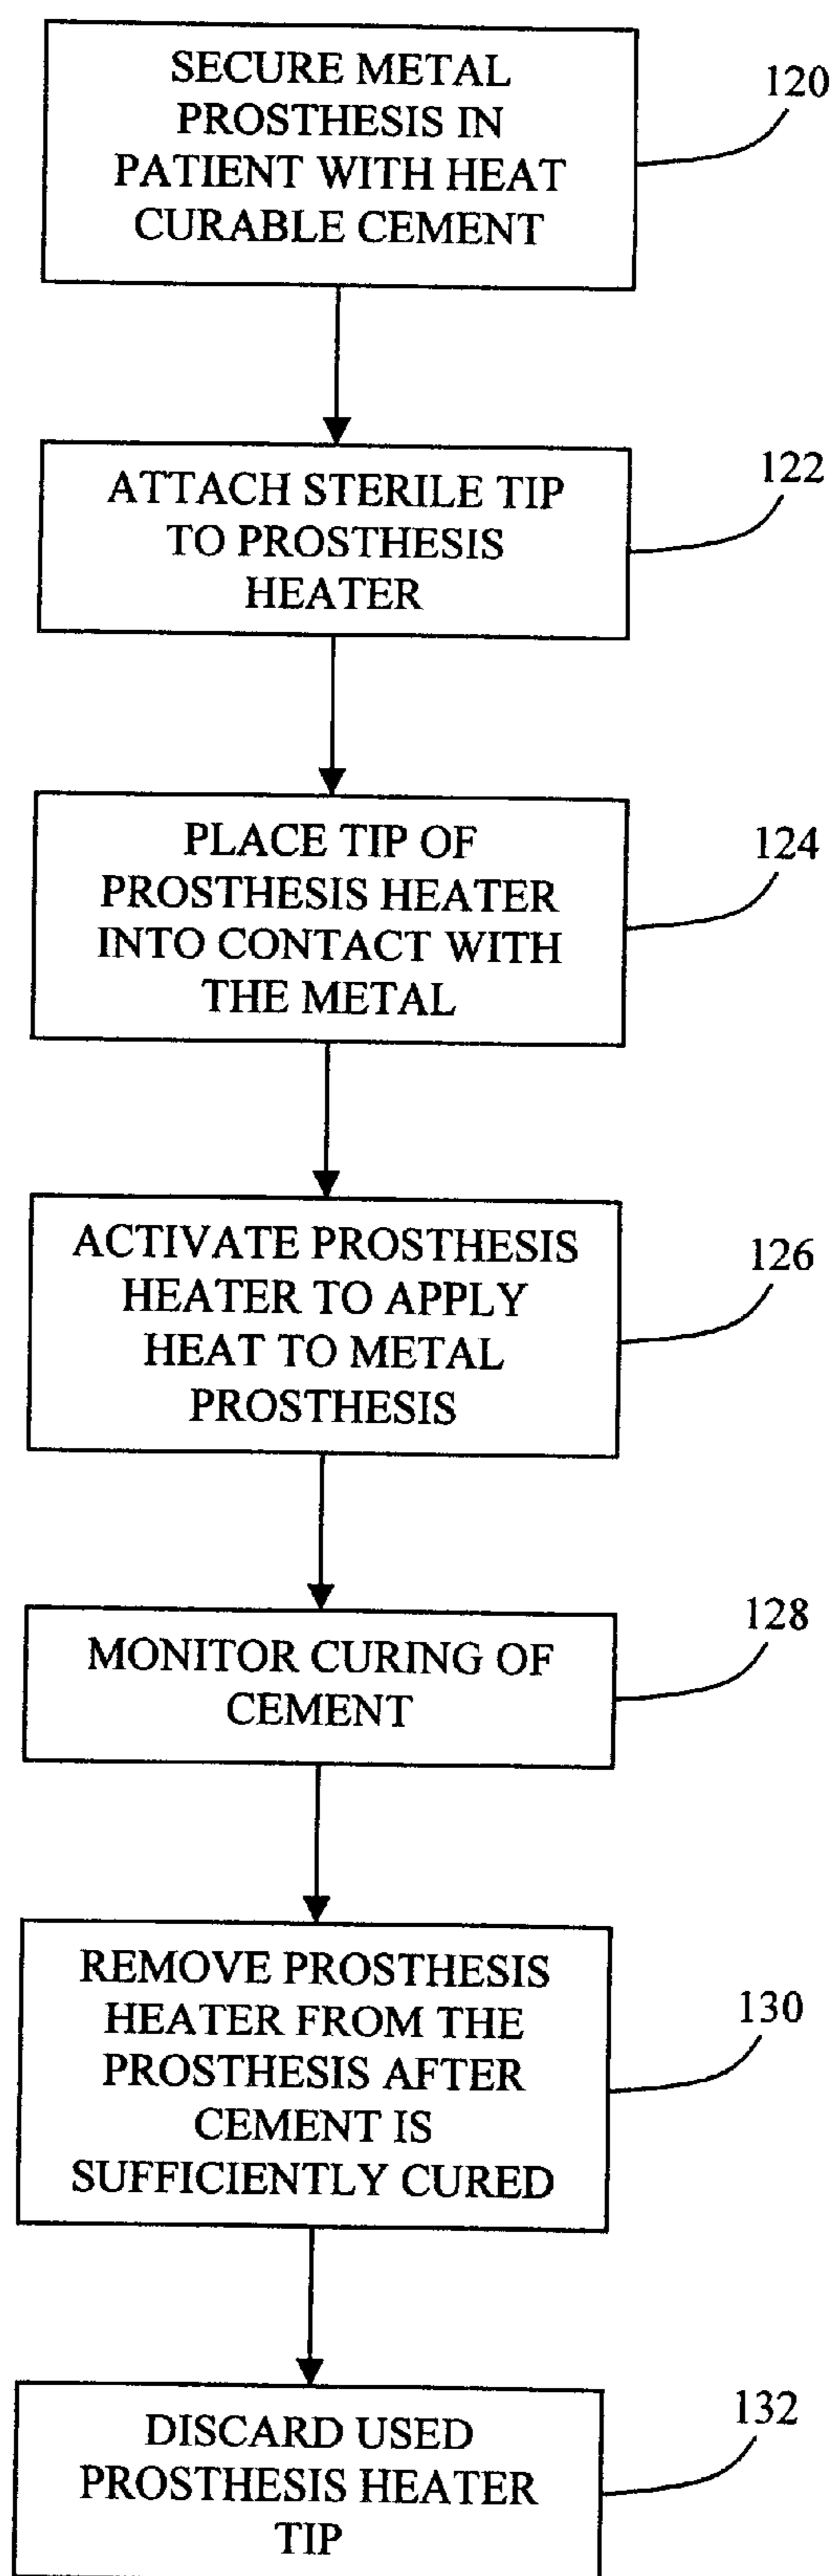 SECURE METAL
PROSTHESIS IN
PATIENT WITH HEAT
CURABLE CEMENT
120
ATTACH STERILE TIP
TO PROSTHESIS
HEATER
122
PLACE TIP OF
PROSTHESIS HEATER
INTO CONTACT WITH
THE METAL
124
ACTIVATE PROSTHESIS
HEATER TO APPLY
HEAT TO METAL
PROSTHESIS
126
MONITOR CURING OF
CEMENT
128
REMOVE PROSTHESIS
HEATER FROM THE
PROSTHESIS AFTER
CEMENT IS
SUFFICIENTLY CURED
130
DISCARD USED
PROSTHESIS HEATER
TIP
132